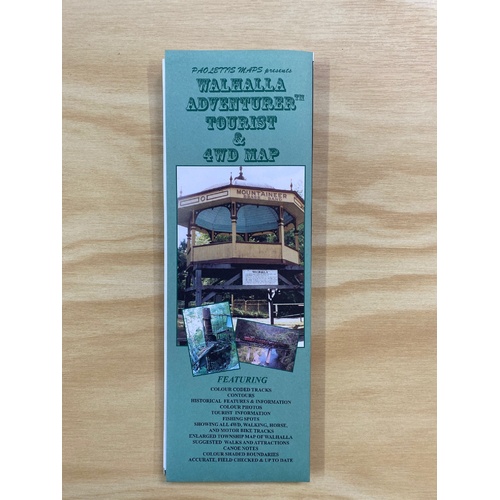 PAOLETTIS MAPS presents
WALHALLA
ADVENTURER™
TOURIST
&
4WD MAP
MOUNTAINEER
FEATURING
COLOUR CODED TRACKS
CONTOURS
HISTORICAL FEATURES & INFORMATION
COLOUR PHOTOS
TOURIST INFORMATION
FISHING SPOTS
SHOWING ALL 4WD, WALKING, HORSE,
AND MOTOR BIKE TRACKS
ENLARGED TOWNSHIP MAP OF WALHALLA
SUGGESTED WALKS AND ATTRACTIONS
CANOE NOTES
COLOUR SHADED BOUNDARIES
ACCURATE, FIELD CHECKED & UP TO DATE